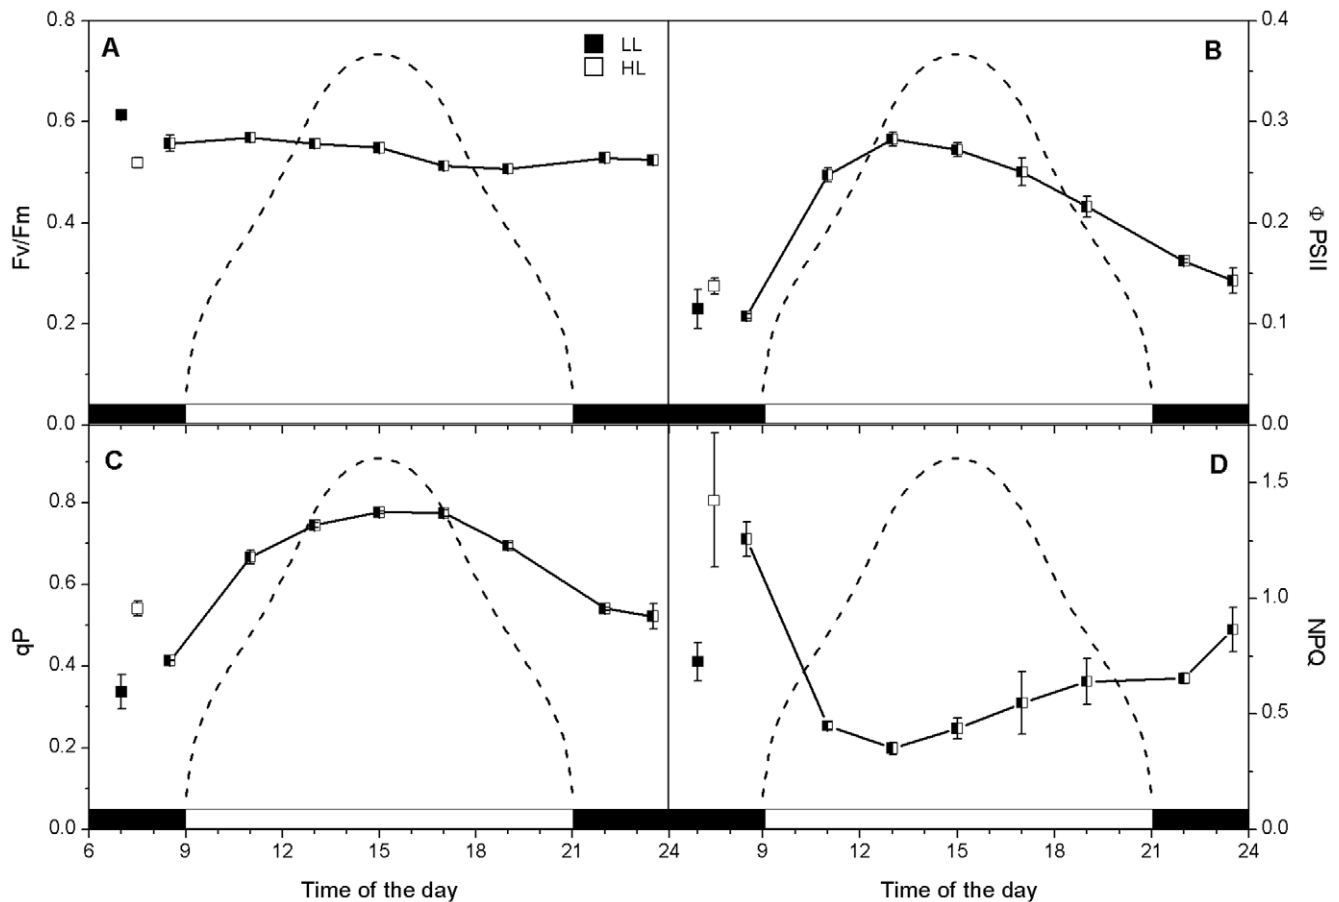 0.8 0.4
A LL B
HL
0.6 0.3
Fv/Fm 0.4 0.2 Φ PSII
0.2 0.1
0.0 0.0
C D
1.5
0.8
0.6 1.0
qP NPQ
0.4
0.5
0.2
0.0 0.0
6 9 12 15 18 21 24 9 12 15 18 21 24
Time of the day Time of the day